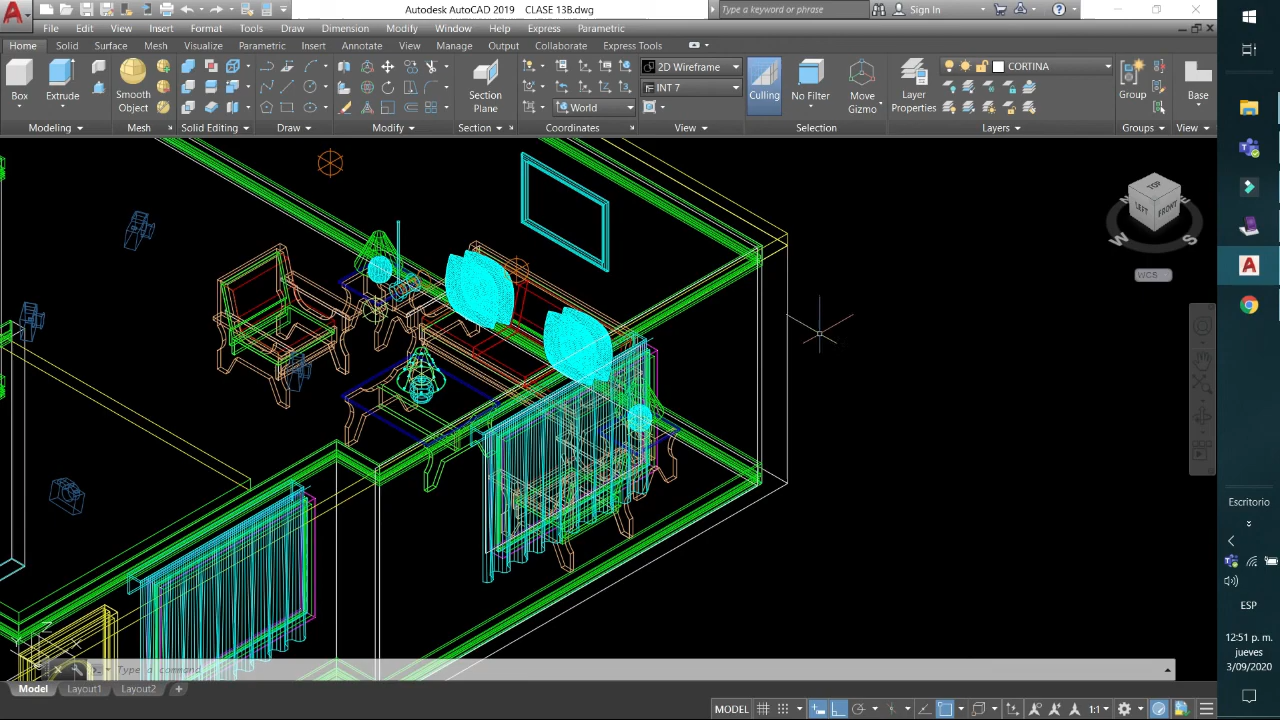 Autodesk AutoCAD 2019 CLASE 13B.dwg
Type a keyword or phrase
Sign In
File Edit View Insert Format Tools Draw Dimension Modify Window Help Express Parametric
Home Solid Surface Mesh Visualize Parametric Insert Annotate View Manage Output Collaborate Express Tools
2D Wireframe
CORTINA
INT 7
Box Extrude Smooth Object Section Plane Culling No Filter Move Gizmo Layer Properties Group Base
World
Modeling Mesh Solid Editing Draw Modify Section Coordinates View Selection Layers Groups View
TOP
LEFT FRONT
W S
WCS
Escritorio
ESP
12:51 p. m.
jueves
3/09/2020
Type a command
Model Layout1 Layout2 +
MODEL 1:1